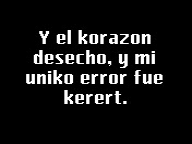 Y el korazon
desecho, y mi
uniko error fue
kerert.